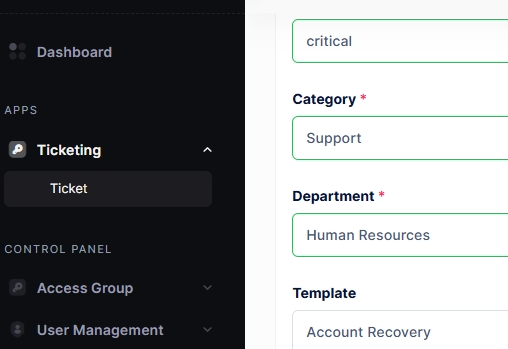 Dashboard
APPS
Ticketing
Ticket
CONTROL PANEL
Access Group
User Management
critical
Category *
Support
Department *
Human Resources
Template
Account Recovery